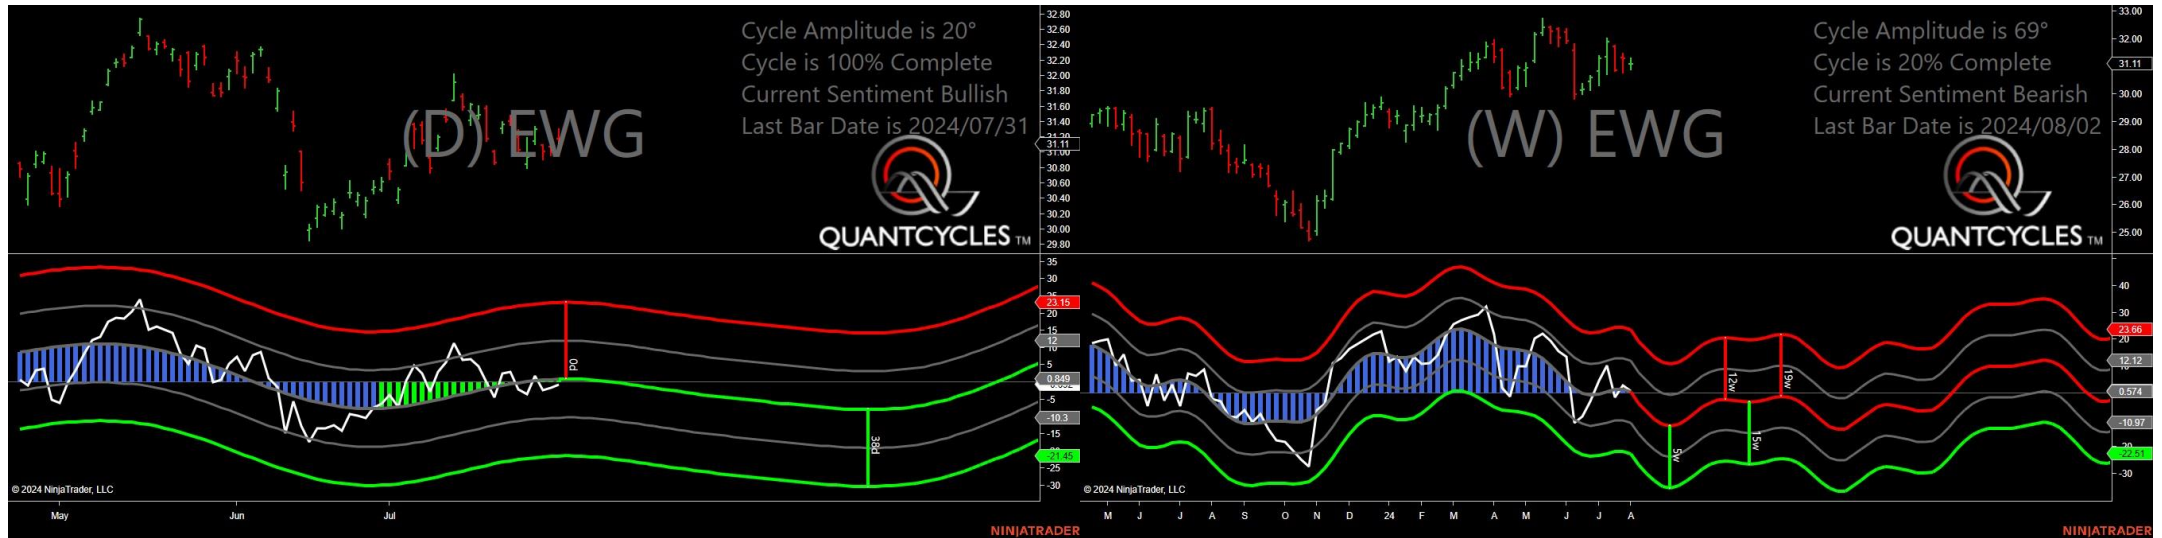 Cycle Amplitude is 20°
Cycle is 100% Complete
Current Sentiment Bullish
Last Bar Date is 2024/07/31
(D) EWG
QUANTCYCLES TM
32.80
32.60
32.40
32.20
32.00
31.80
31.60
31.40
31.20
31.11
31.00
30.80
30.60
30.40
30.20
30.00
29.80
35
30
23.15
20
15
12
10
5
0.849
-5
-10.3
-15
-21.45
-25
-30
0d
38d
© 2024 NinjaTrader, LLC
May Jun Jul
NINJATRADER
Cycle Amplitude is 69°
Cycle is 20% Complete
Current Sentiment Bearish
Last Bar Date is 2024/08/02
(W) EWG
QUANTCYCLES TM
33.00
32.00
31.11
30.00
29.00
28.00
27.00
26.00
25.00
40
30
23.66
20
12.12
10
0.574
-10.97
-22.51
-30
5w
12w
15w
19w
© 2024 NinjaTrader, LLC
M J J A S O N D 24 F M A M J J A
NINJATRADER